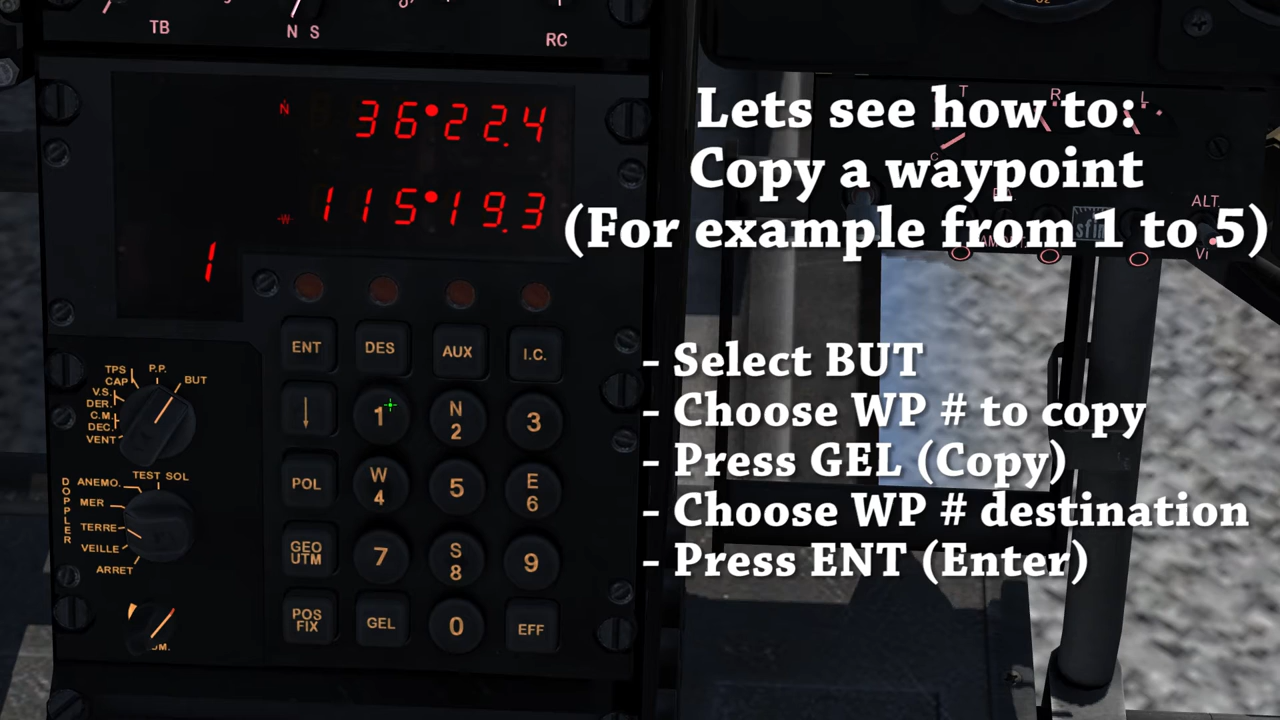 TB
N S
RC
N 36•22.4
W 115•19.3
1
Lets see how to:
Copy a waypoint
(For example from 1 to 5)
T
R
L
C
sfim
ALT.
Vi
- Select BUT
- Choose WP # to copy
- Press GEL (Copy)
- Choose WP # destination
- Press ENT (Enter)
ENT DES AUX I.C.
↓ 1 N 2 3
POL W 4 5 E 6
GEO UTM 7 S 8 9
POS FIX GEL 0 EFF
TPS
CAP
P.P.
BUT
V.S.
DER.
C.M.
DEC.
VENT
DOPPLER
TEST SOL
ANEMO.
MER
TERRE
VEILLE
ARRET